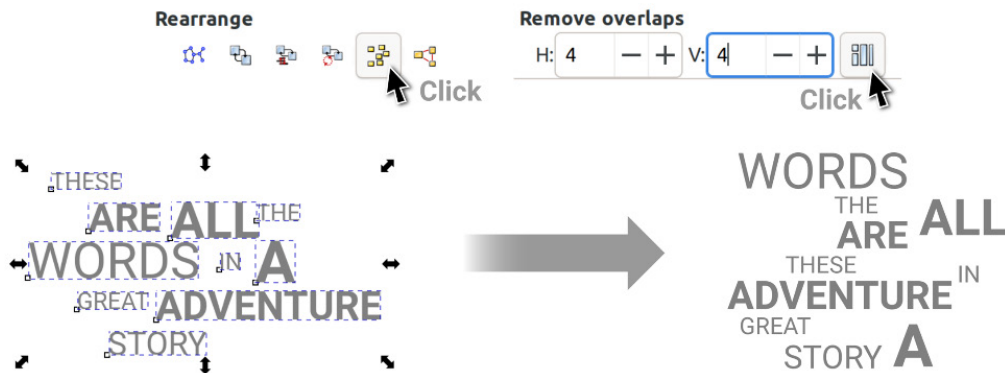 Rearrange
Remove overlaps
H: 4 − + V: 4 − +
Click
Click
THESE
ARE ALL THE
WORDS IN A
GREAT ADVENTURE
STORY
WORDS
THE
ARE ALL
THESE
IN
ADVENTURE
GREAT
STORY A